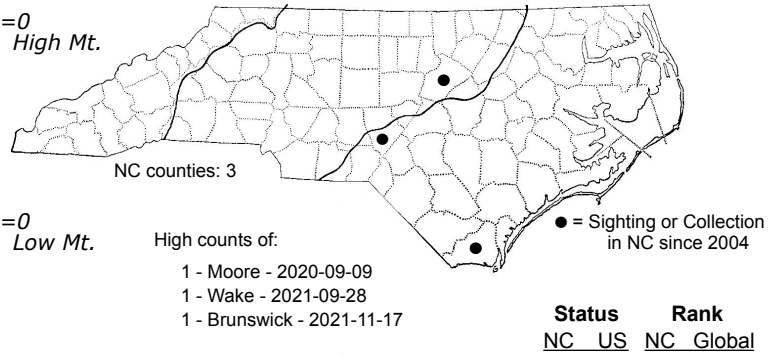 =0
High Mt.
NC counties: 3
=0
Low Mt.
High counts of:
1 - Moore - 2020-09-09
1 - Wake - 2021-09-28
1 - Brunswick - 2021-11-17
● = Sighting or Collection
in NC since 2004
Status Rank
NC US NC Global